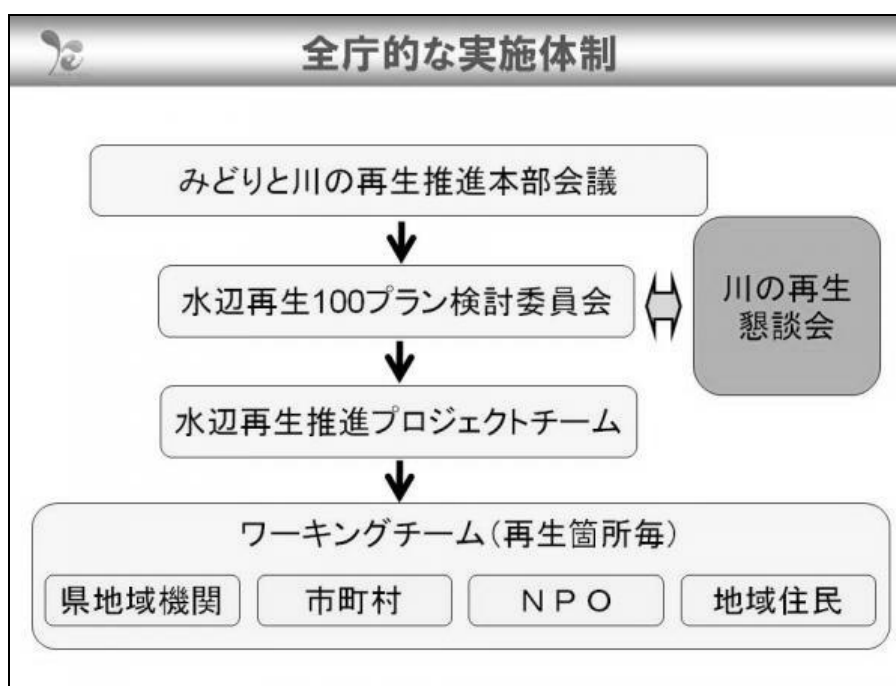 全庁的な実施体制
みどりと川の再生推進本部会議
水辺再生100プラン検討委員会
川の再生
懇談会
水辺再生推進プロジェクトチーム
ワーキングチーム(再生箇所毎)
県地域機関
市町村
NPO
地域住民